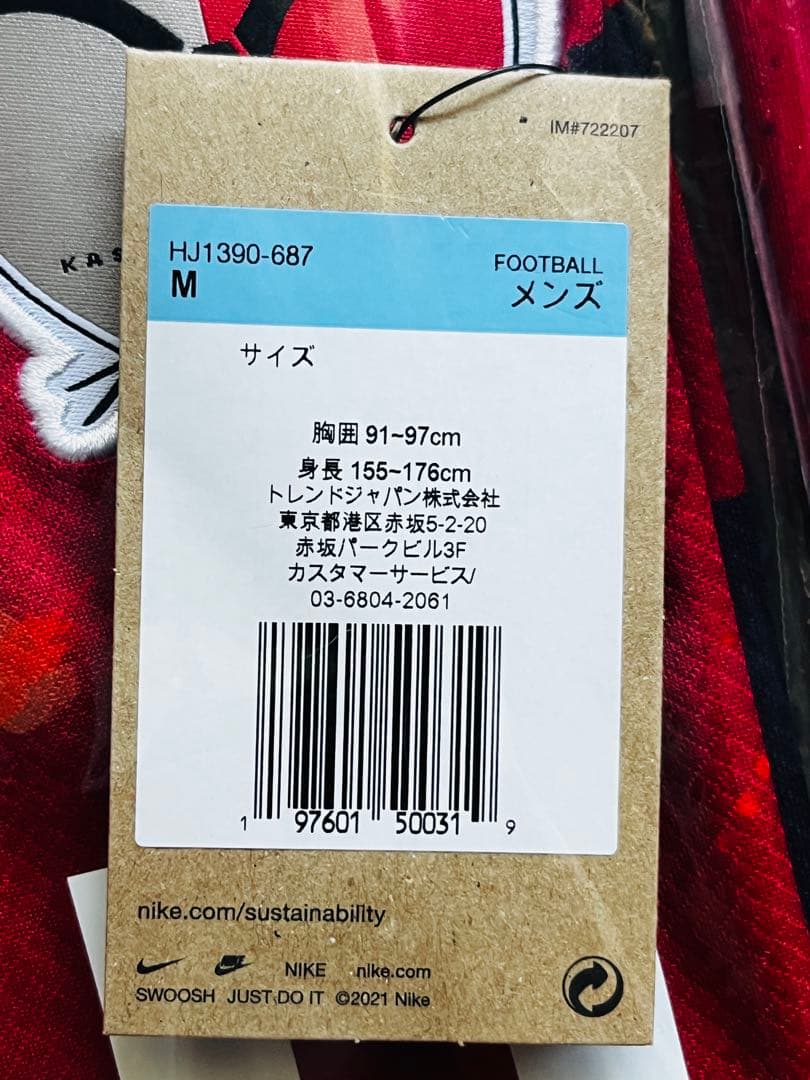 IM#722207
KAS
HJ1390-687
M
FOOTBALL
メンズ
サイズ
胸囲 91~97cm
身長 155~176cm
トレンドジャパン株式会社
東京都港区赤坂5-2-20
赤坂パークビル3F
カスタマーサービス/
03-6804-2061
1 97601 50031 9
nike.com/sustainability
NIKE nike.com
SWOOSH JUST DO IT ©2021 Nike